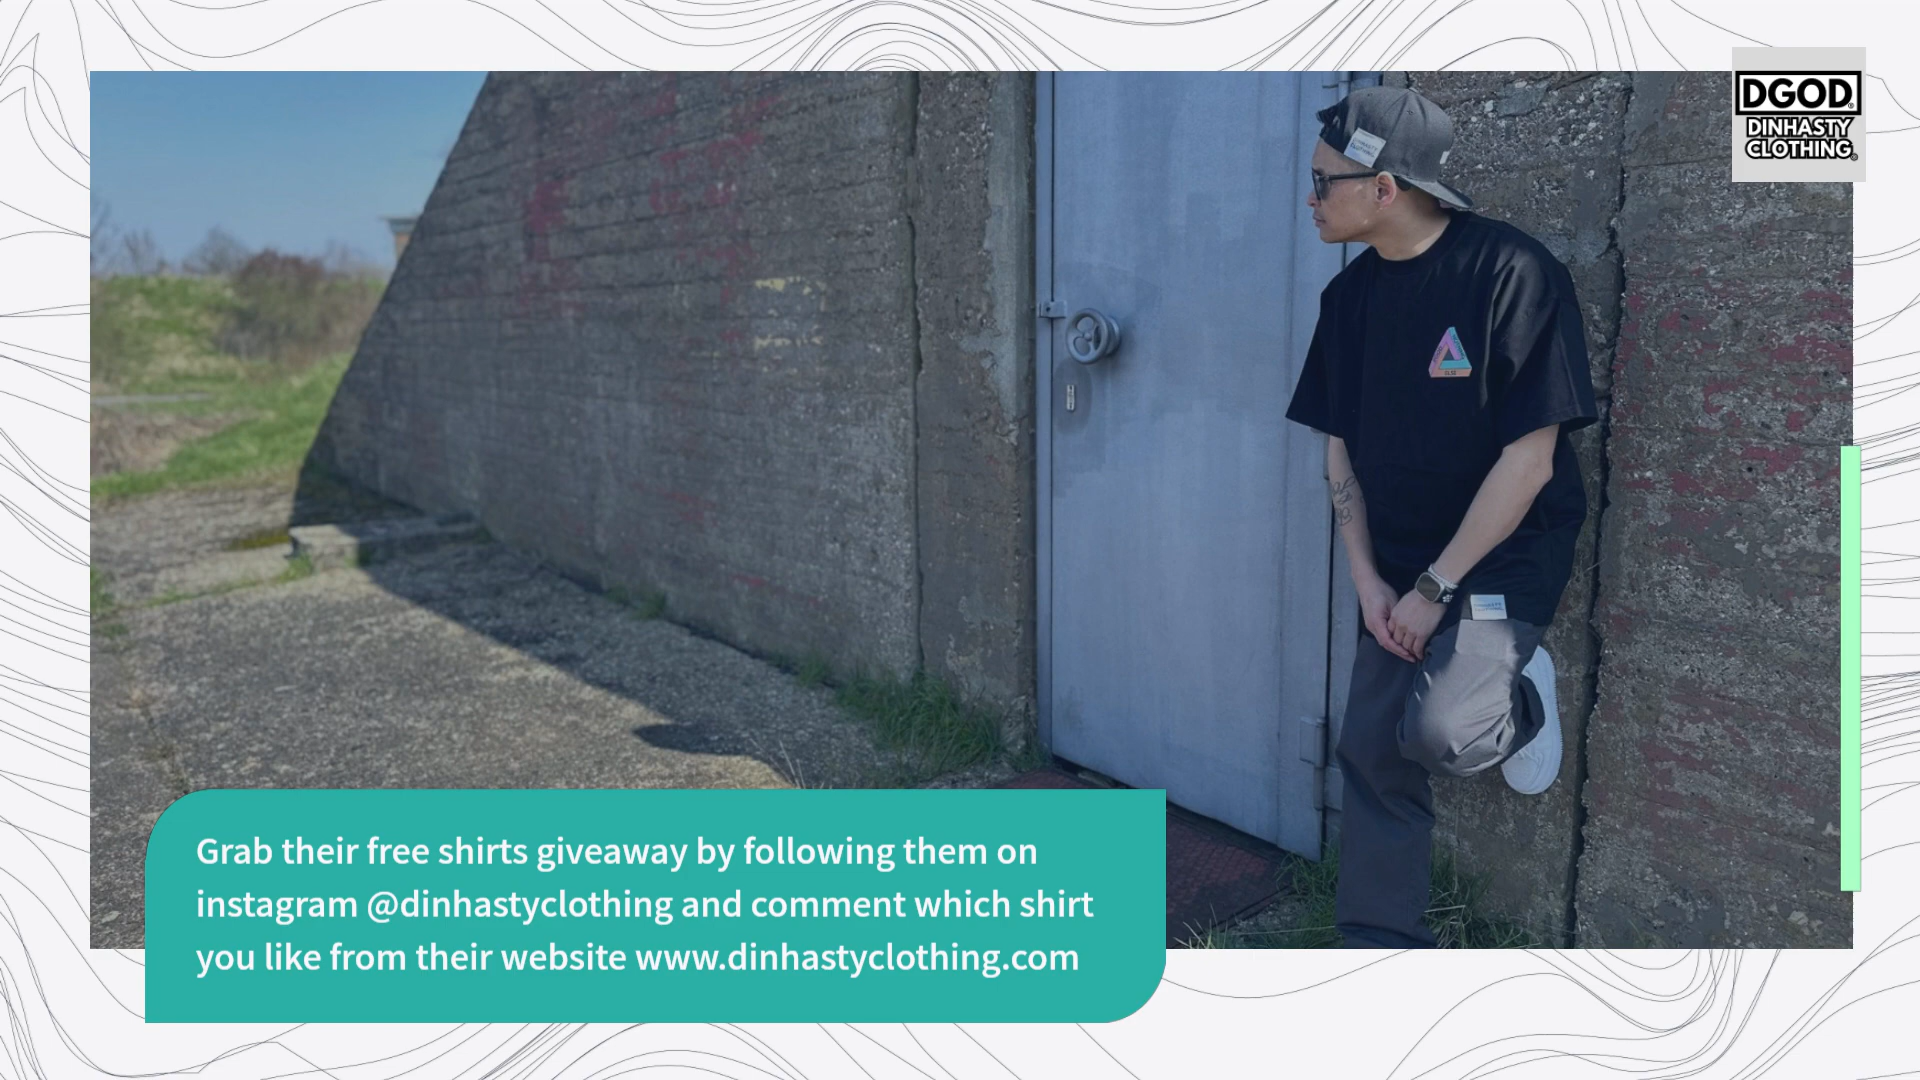 DGOD
DINHASTY
CLOTHING
Grab their free shirts giveaway by following them on
instagram @dinhastyclothing and comment which shirt
you like from their website www.dinhastyclothing.com